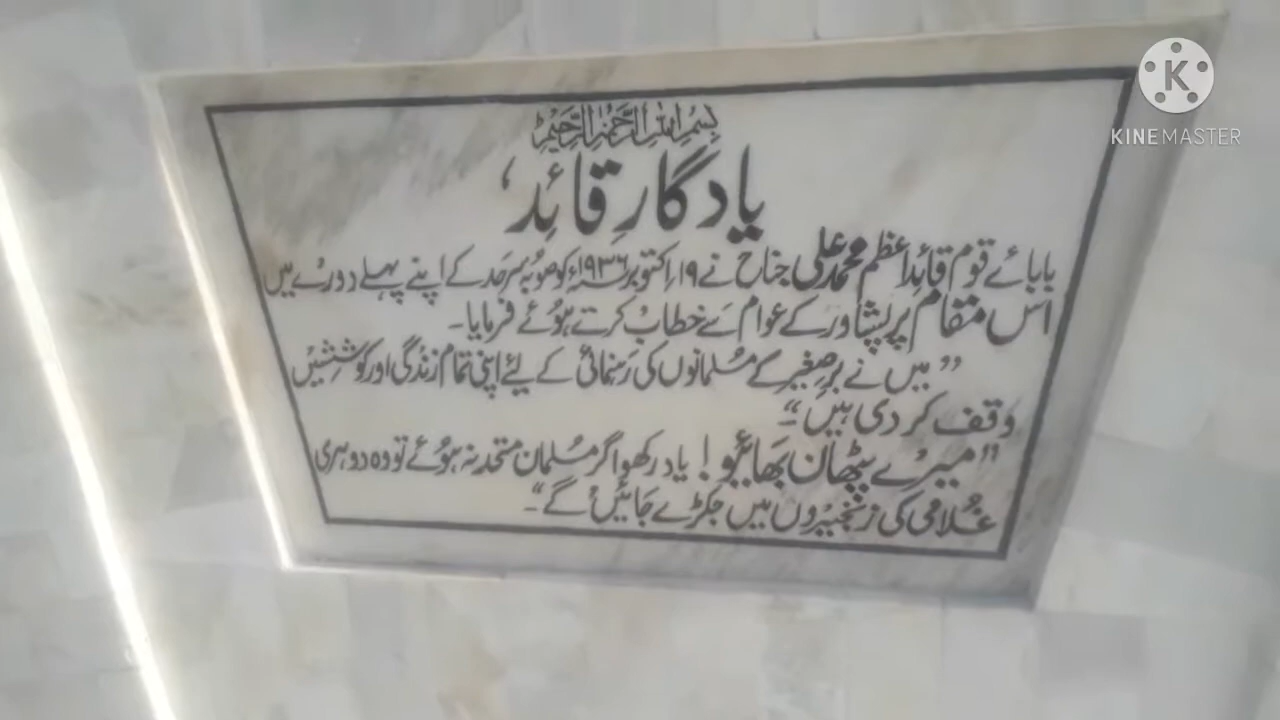 بسم اللہ الرحمن الرحیم
یادگارِ قائد،
بابائے قوم قائداعظم محمد علی جناح نے ۱۹ اکتوبر ۱۹۳۶ء کو صوبہ سرحد کے اپنے پہلے دورے میں
اس مقام پر پشاور کے عوام سے خطاب کرتے ہوئے فرمایا۔
”میں نے برصغیر کے مسلمانوں کی رہنمائی کے لیئے اپنی تمام زندگی اور کوششیں
وقف کر دی ہیں۔“
”میرے پٹھان بھائیو! یاد رکھو اگر مسلمان متحد نہ ہوئے تو وہ دوہری
غلامی کی زنجیروں میں جکڑے جائیں گے۔“
K
KINEMASTER